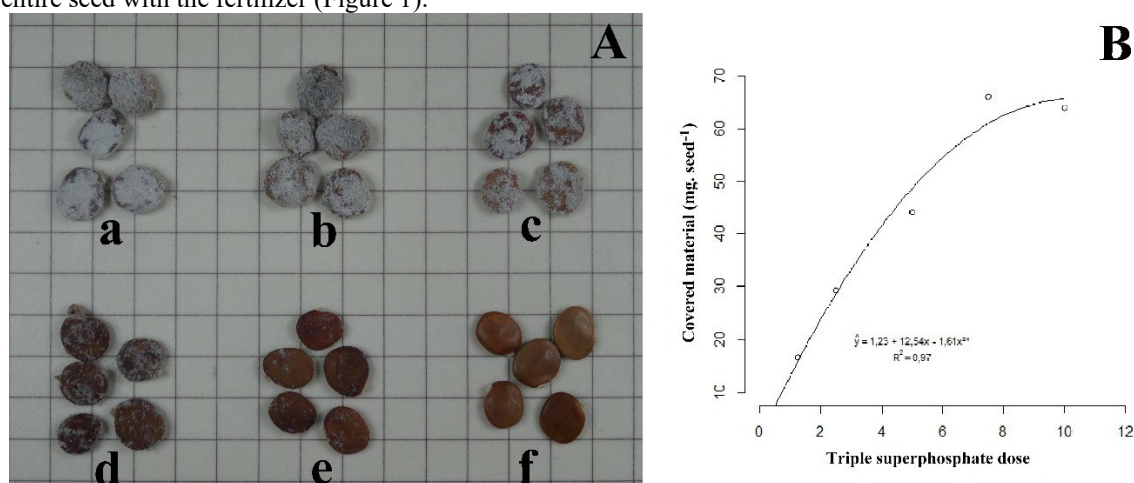 entire seed with the fertilizer (Figure 1).
A
a
b
c
d
e
f
B
Covered material (mg. seed-1)
70
60
50
40
30
20
10
ŷ = 1,23 + 12,54x - 1,61x²*
R² = 0,97
0
2
4
6
8
10
12
Triple superphosphate dose